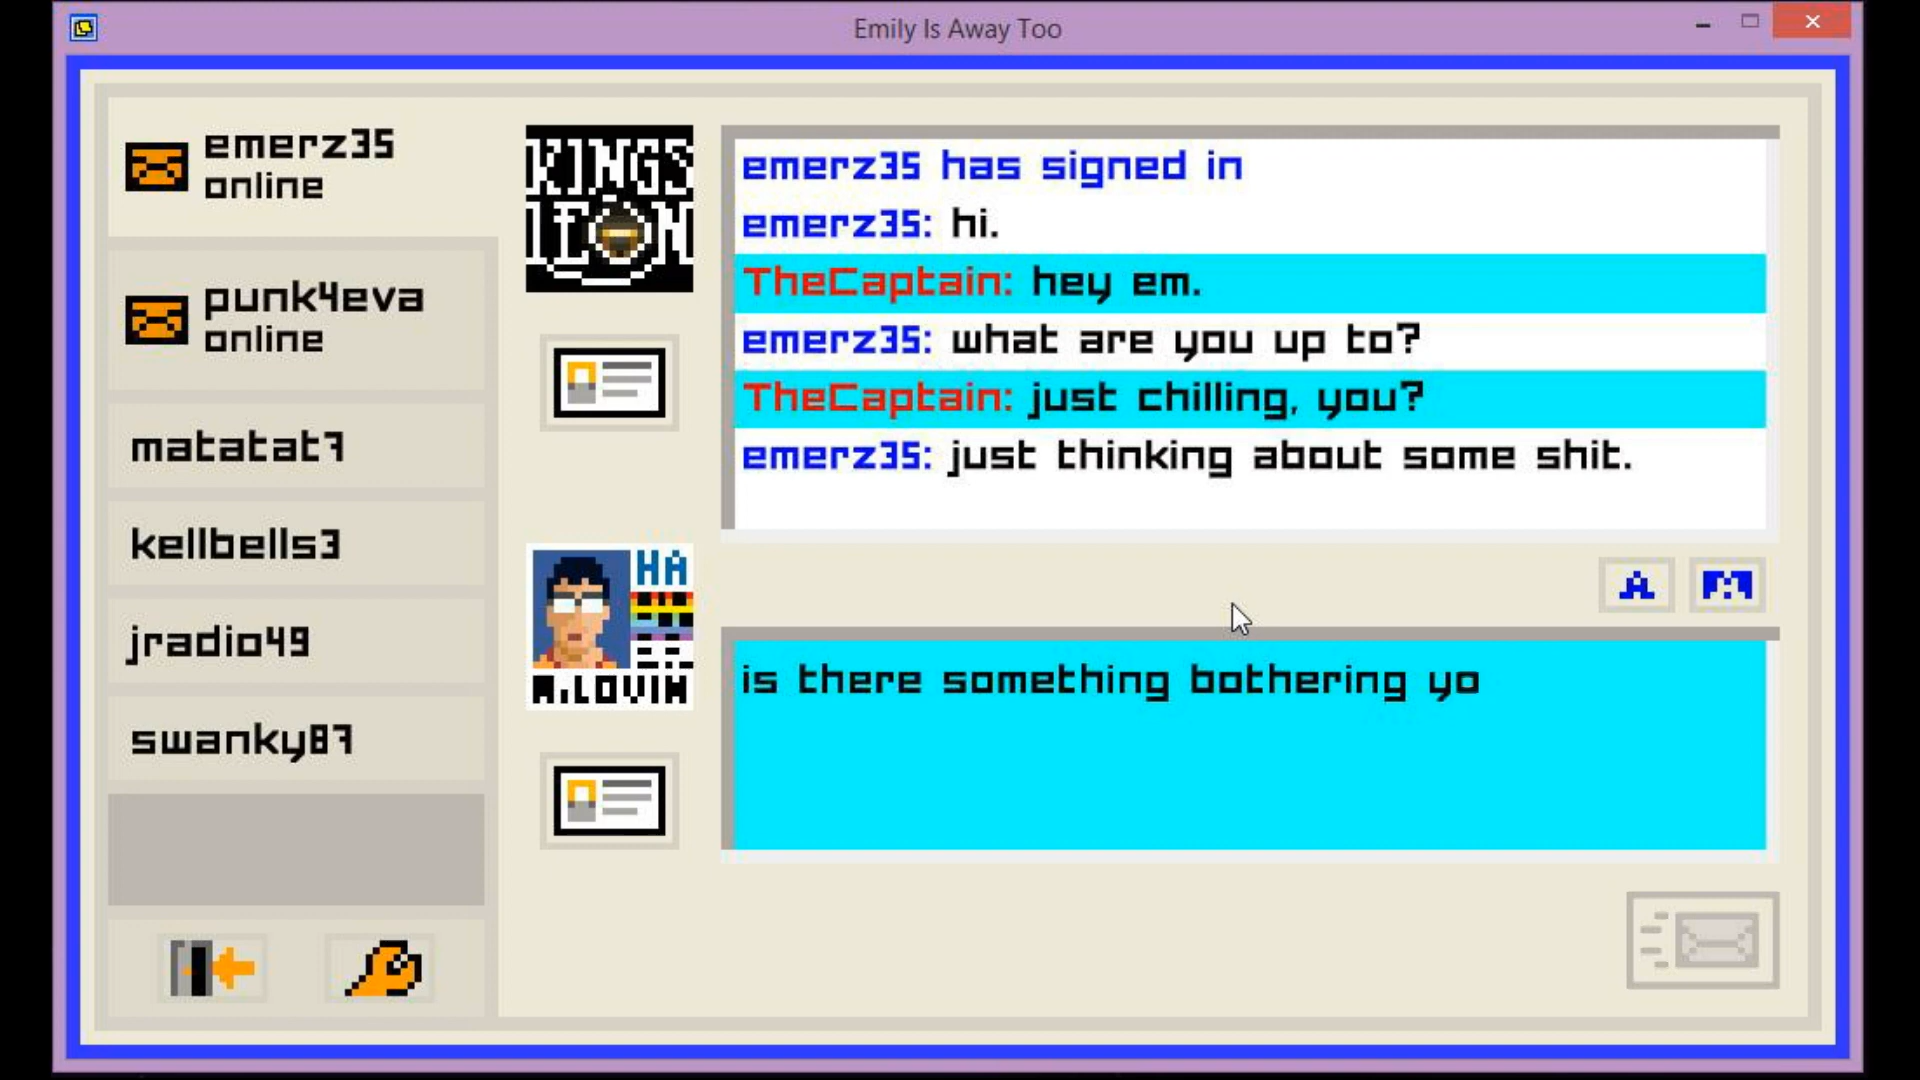 Emily Is Away Too
emerz35
online
punk4eva
online
matatat7
kellbells3
jradio49
swanky87
KINGS
emerz35 has signed in
emerz35: hi.
TheCaptain: hey em.
emerz35: what are you up to?
TheCaptain: just chilling, you?
emerz35: just thinking about some shit.
HA
A
M
is there something bothering yo